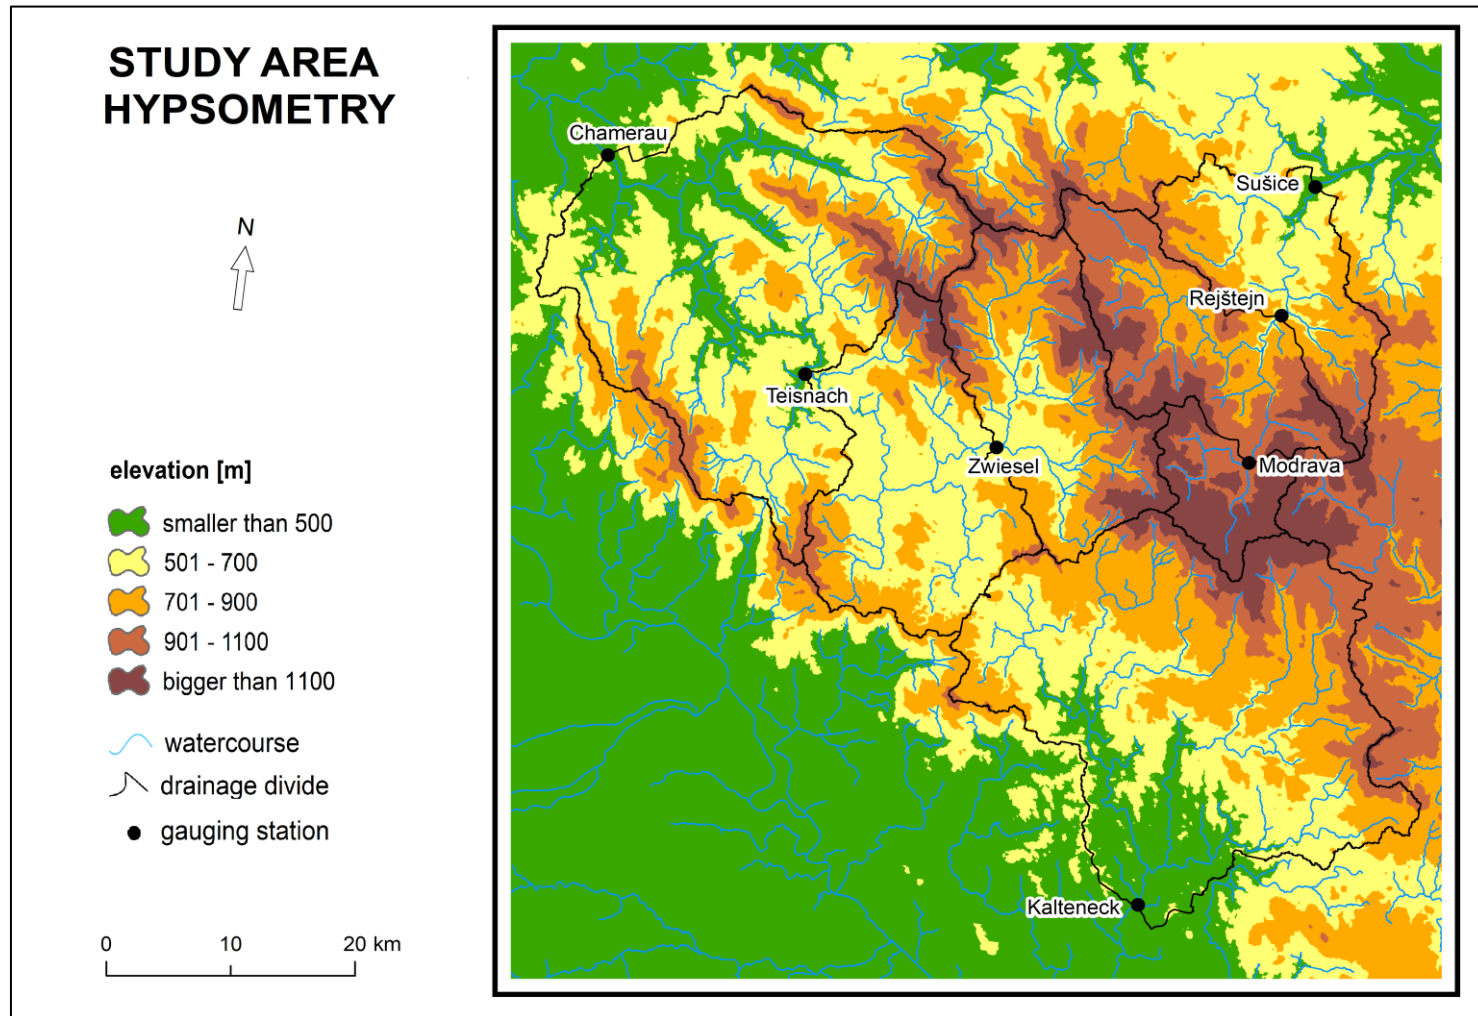 STUDY AREA
HYPSOMETRY
N
elevation [m]
smaller than 500
501 - 700
701 - 900
901 - 1100
bigger than 1100
watercourse
drainage divide
gauging station
0 10 20 km
Chamerau
Sušice
Rejštejn
Teisnach
Zwiesel
Modrava
Kalteneck